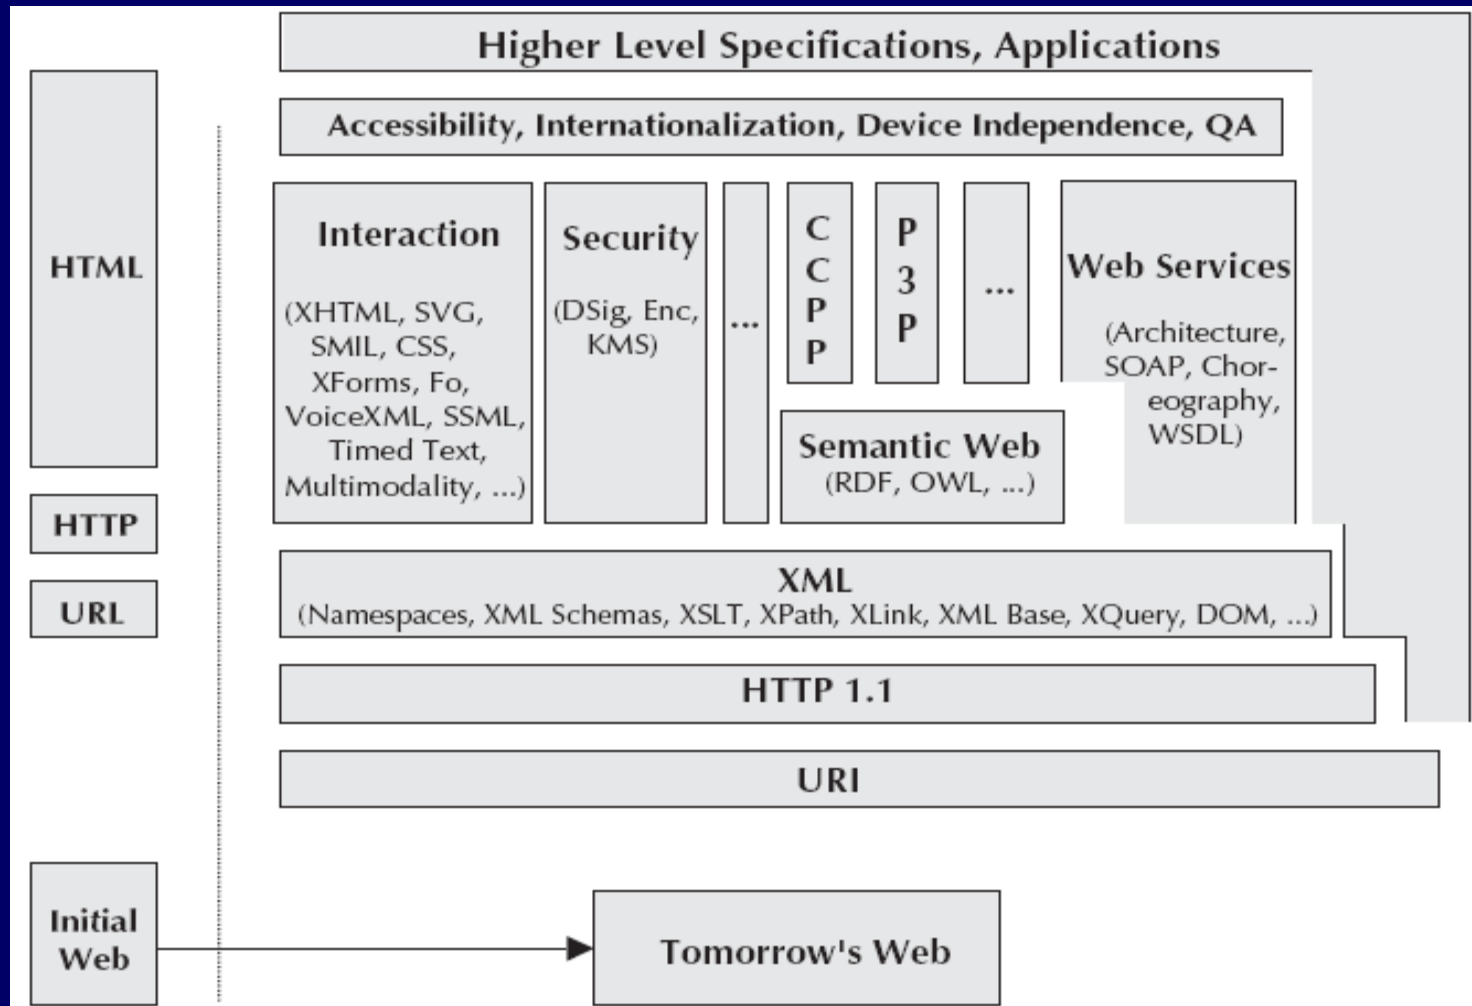 Higher Level Specifications, Applications
Accessibility, Internationalization, Device Independence, QA
HTML
HTTP
URL
Interaction
(XHTML, SVG,
SMIL, CSS,
XForms, Fo,
VoiceXML, SSML,
Timed Text,
Multimodality, ...)
Security
(DSig, Enc,
KMS)
...
C
C
P
P
P
3
P
...
Semantic Web
(RDF, OWL, ...)
Web Services
(Architecture,
SOAP, Chor-
eography,
WSDL)
XML
(Namespaces, XML Schemas, XSLT, XPath, XLink, XML Base, XQuery, DOM, ...)
HTTP 1.1
URI
Initial
Web
Tomorrow's Web